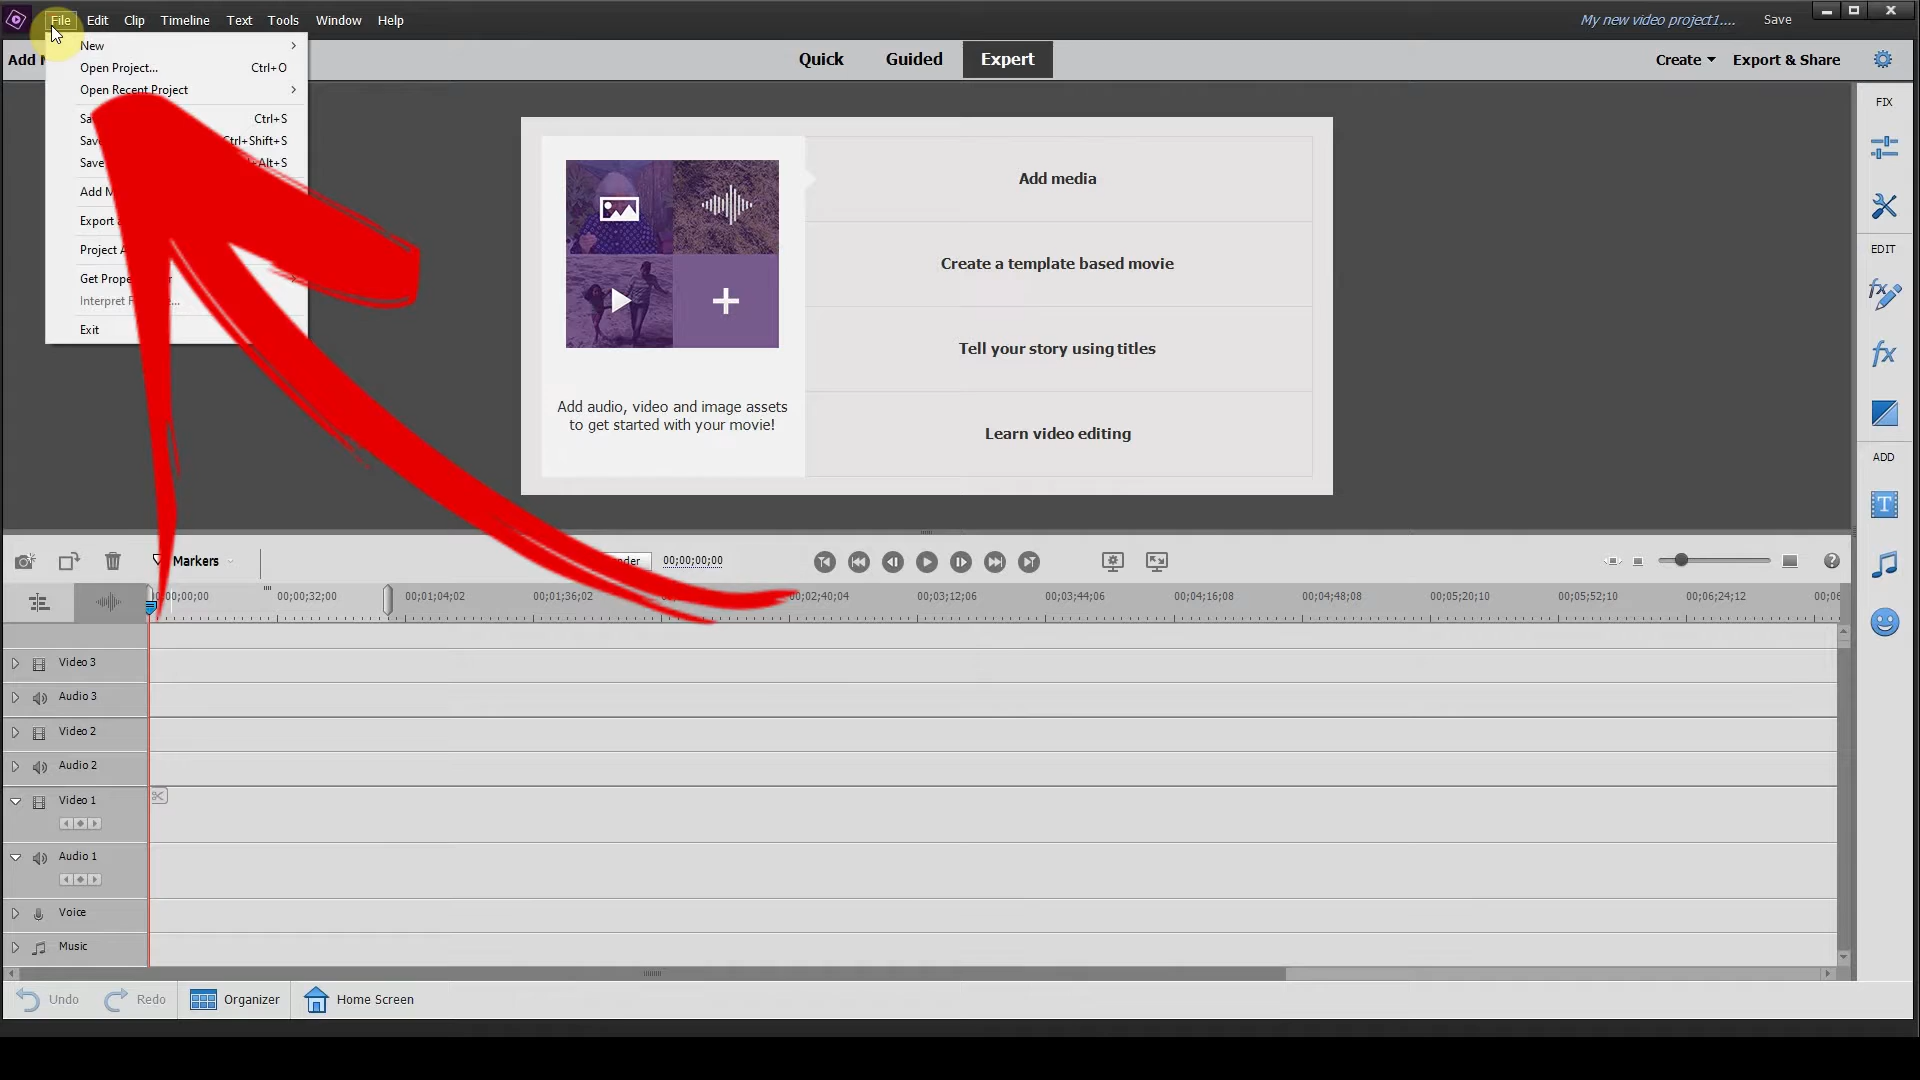 File Edit Clip Timeline Text Tools Window Help
My new video project1....
Save
Quick Guided Expert
Create
Export & Share
New
Open Project... Ctrl+O
Open Recent Project
Ctrl+S
Save Ctrl+Shift+S
Save +Alt+S
Add
Export
Project
Get
Interpret
Exit
Add media
Create a template based movie
Tell your story using titles
Learn video editing
Add audio, video and image assets
to get started with your movie!
FIX
EDIT
ADD
Markers
00;00;00;00
00;00;32;00 00;01;04;02 00;01;36;02 00;02;40;04 00;03;12;06 00;03;44;06 00;04;16;08 00;04;48;08 00;05;20;10 00;05;52;10 00;06;24;12
Video 3
Audio 3
Video 2
Audio 2
Video 1
Audio 1
Voice
Music
Undo Redo Organizer Home Screen